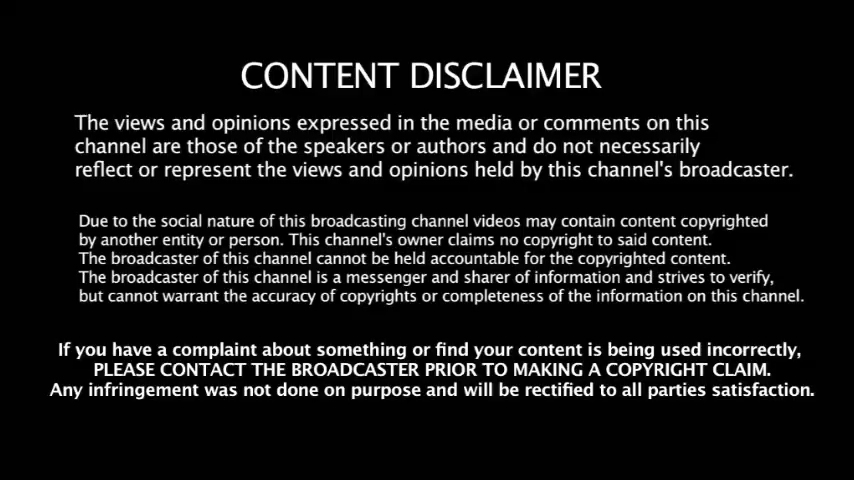 CONTENT DISCLAIMER
The views and opinions expressed in the media or comments on this
channel are those of the speakers or authors and do not necessarily
reflect or represent the views and opinions held by this channel's broadcaster.
Due to the social nature of this broadcasting channel videos may contain content copyrighted
by another entity or person. This channel's owner claims no copyright to said content.
The broadcaster of this channel cannot be held accountable for the copyrighted content.
The broadcaster of this channel is a messenger and sharer of information and strives to verify,
but cannot warrant the accuracy of copyrights or completeness of the information on this channel.
If you have a complaint about something or find your content is being used incorrectly,
PLEASE CONTACT THE BROADCASTER PRIOR TO MAKING A COPYRIGHT CLAIM.
Any infringement was not done on purpose and will be rectified to all parties satisfaction.